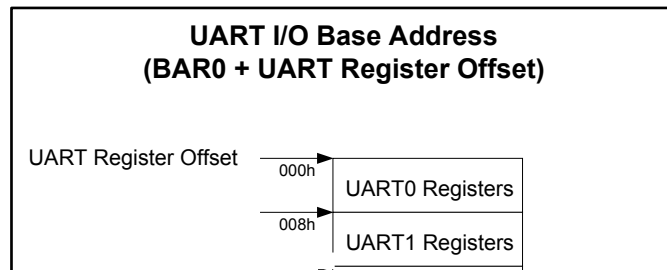 UART I/O Base Address
(BAR0 + UART Register Offset)
UART Register Offset
000h
UART0 Registers
008h
UART1 Registers